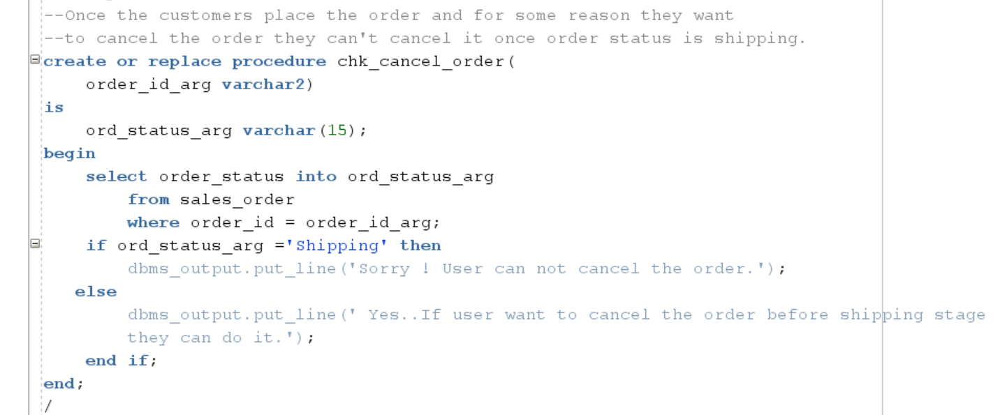 --Once the customers place the order and for some reason they want
--to cancel the order they can't cancel it once order status is shipping.
create or replace procedure chk_cancel_order(
    order_id_arg varchar2)
is
    ord_status_arg varchar(15);
begin
    select order_status into ord_status_arg
        from sales_order
        where order_id = order_id_arg;
    if ord_status_arg ='Shipping' then
        dbms_output.put_line('Sorry ! User can not cancel the order.');
   else
        dbms_output.put_line(' Yes..If user want to cancel the order before shipping stage
        they can do it.');
    end if;
end;
/